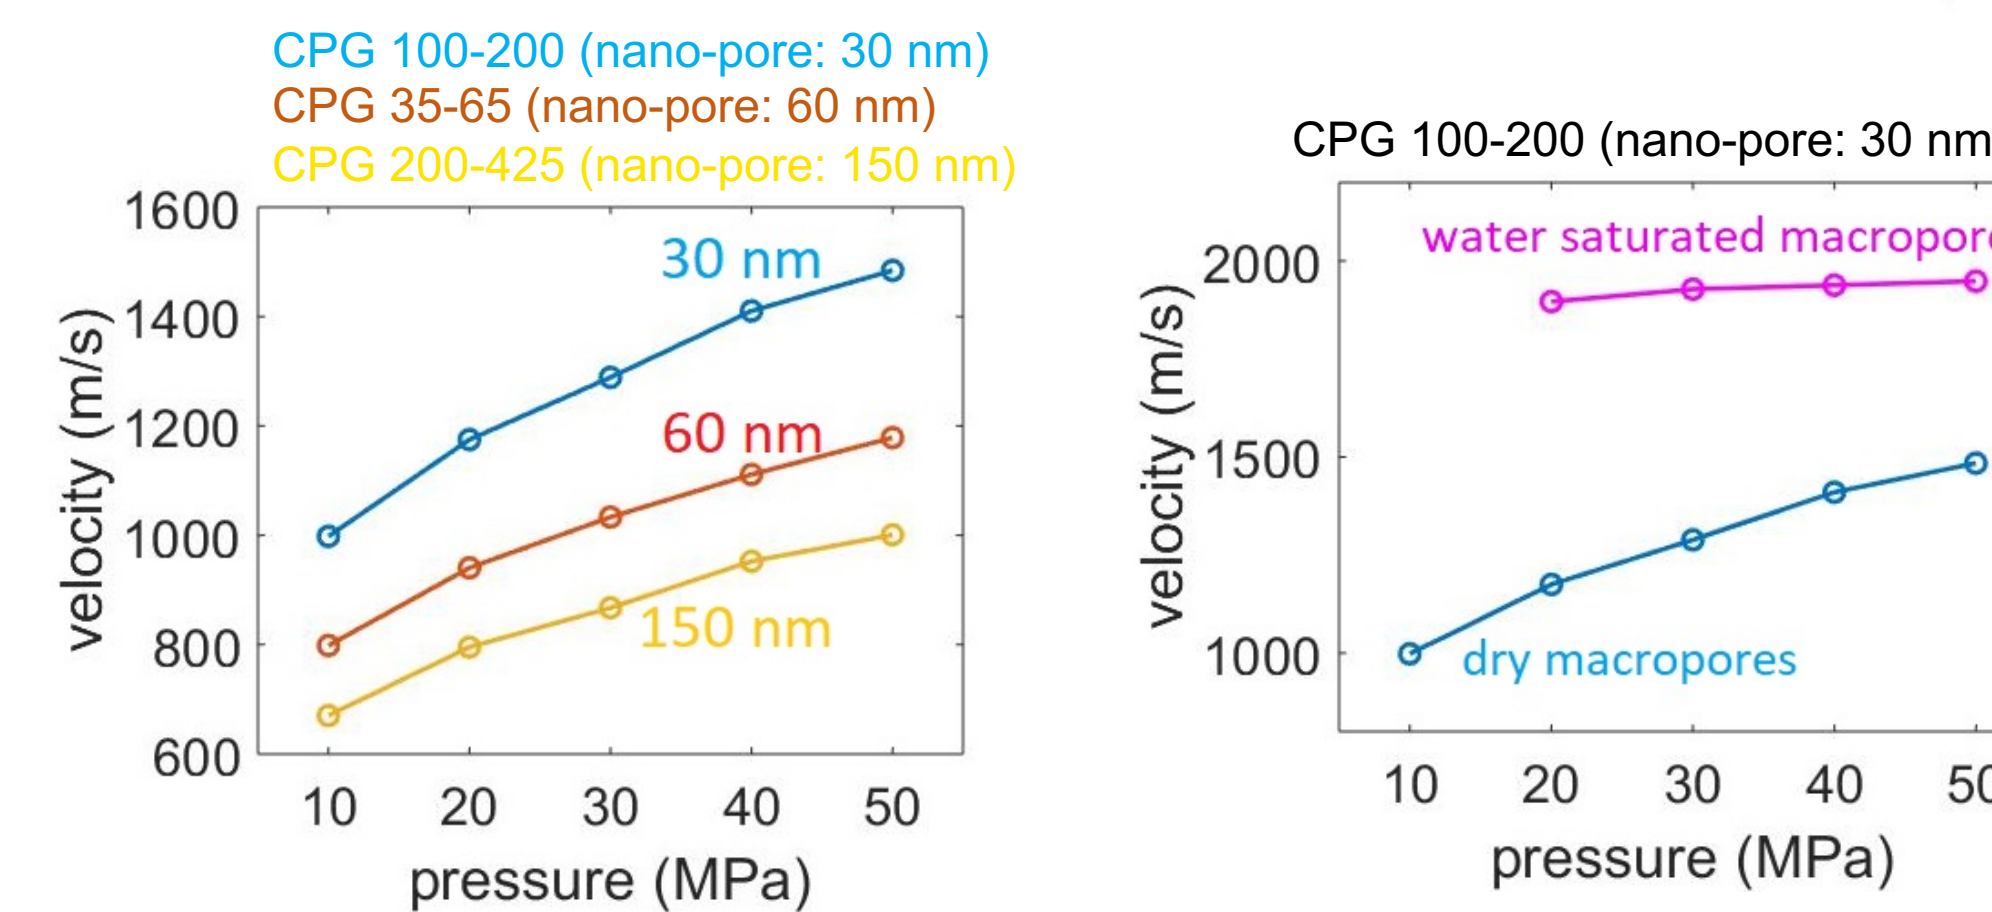 CPG 100-200 (nano-pore: 30 nm)
CPG 35-65 (nano-pore: 60 nm)
CPG 200-425 (nano-pore: 150 nm)
1600
1400
1200
1000
800
600
velocity (m/s)
30 nm
60 nm
150 nm
10 20 30 40 50
pressure (MPa)
CPG 100-200 (nano-pore: 30 nm
2000
1500
1000
velocity (m/s)
water saturated macropor
dry macropores
10 20 30 40 50
pressure (MPa)